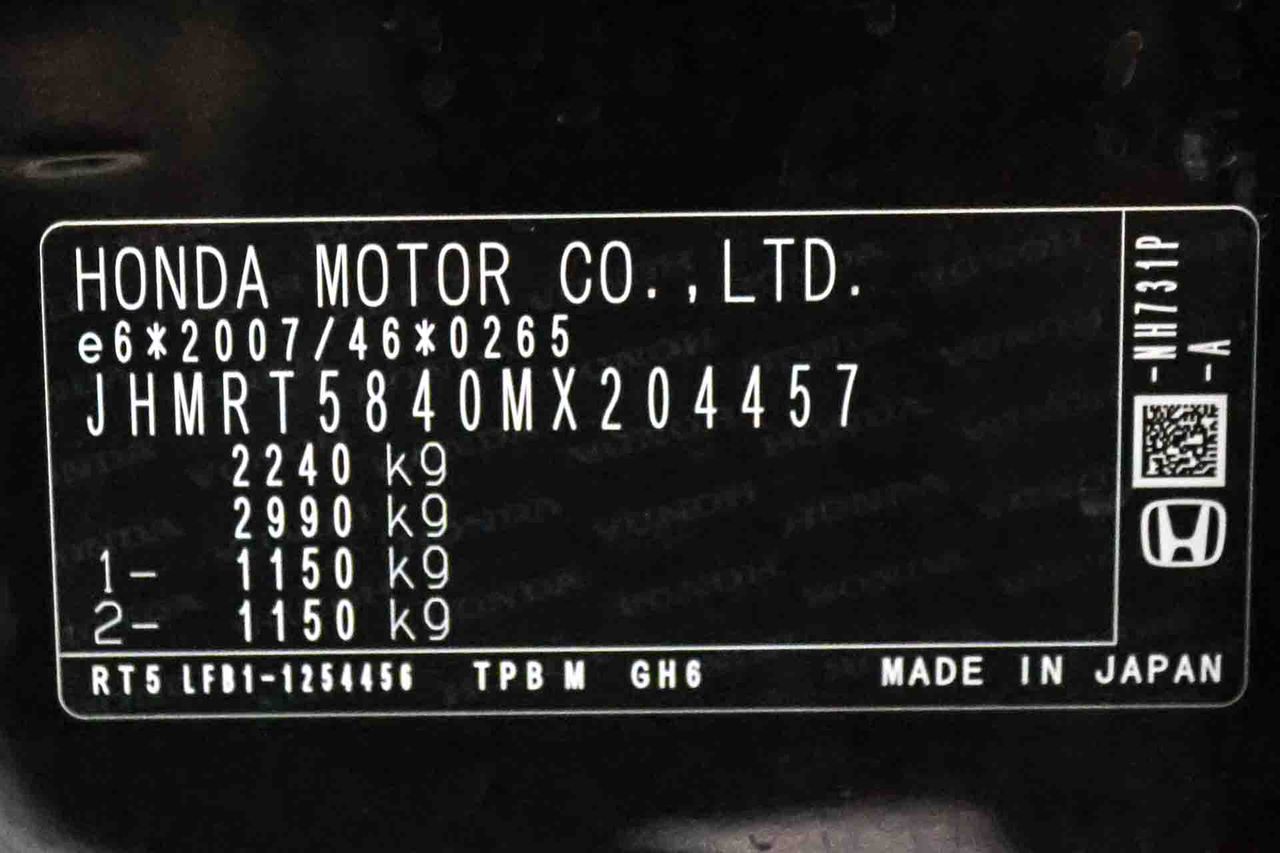 HONDA MOTOR CO.,LTD.
e6*2007/46*0265
JHMRT5840MX204457
2240 kg
2990 kg
1- 1150 kg
2- 1150 kg
RT5 LFB1-1254456 TPB M GH6 MADE IN JAPAN
-NH731P
-A